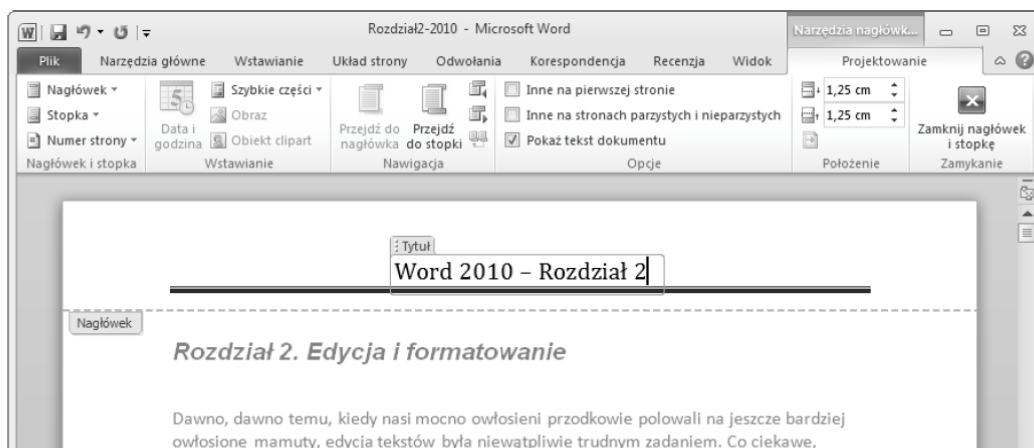 Rozdział2-2010 - Microsoft Word
Narzędzia nagłówk...
Plik Narzędzia główne Wstawianie Układ strony Odwołania Korespondencja Recenzja Widok Projektowanie
Nagłówek
Stopka
Numer strony
Nagłówek i stopka
Data i
godzina
Szybkie części
Obraz
Obiekt clipart
Wstawianie
Przejdź do
nagłówka
Przejdź
do stopki
Nawigacja
Inne na pierwszej stronie
Inne na stronach parzystych i nieparzystych
Pokaż tekst dokumentu
Opcje
1,25 cm
1,25 cm
Położenie
Zamknij nagłówek
i stopkę
Zamykanie
Tytuł
Word 2010 – Rozdział 2
Nagłówek
Rozdział 2. Edycja i formatowanie
Dawno, dawno temu, kiedy nasi mocno owłosieni przodkowie polowali na jeszcze bardziej
owłosione mamuty, edycja tekstów była niewątpliwie trudnym zadaniem. Co ciekawe,